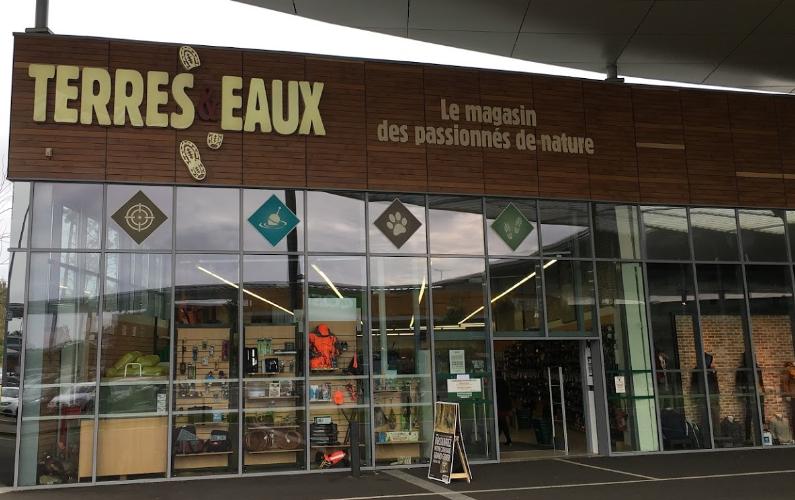 TERRES & EAUX
Le magasin
des passionnés de nature